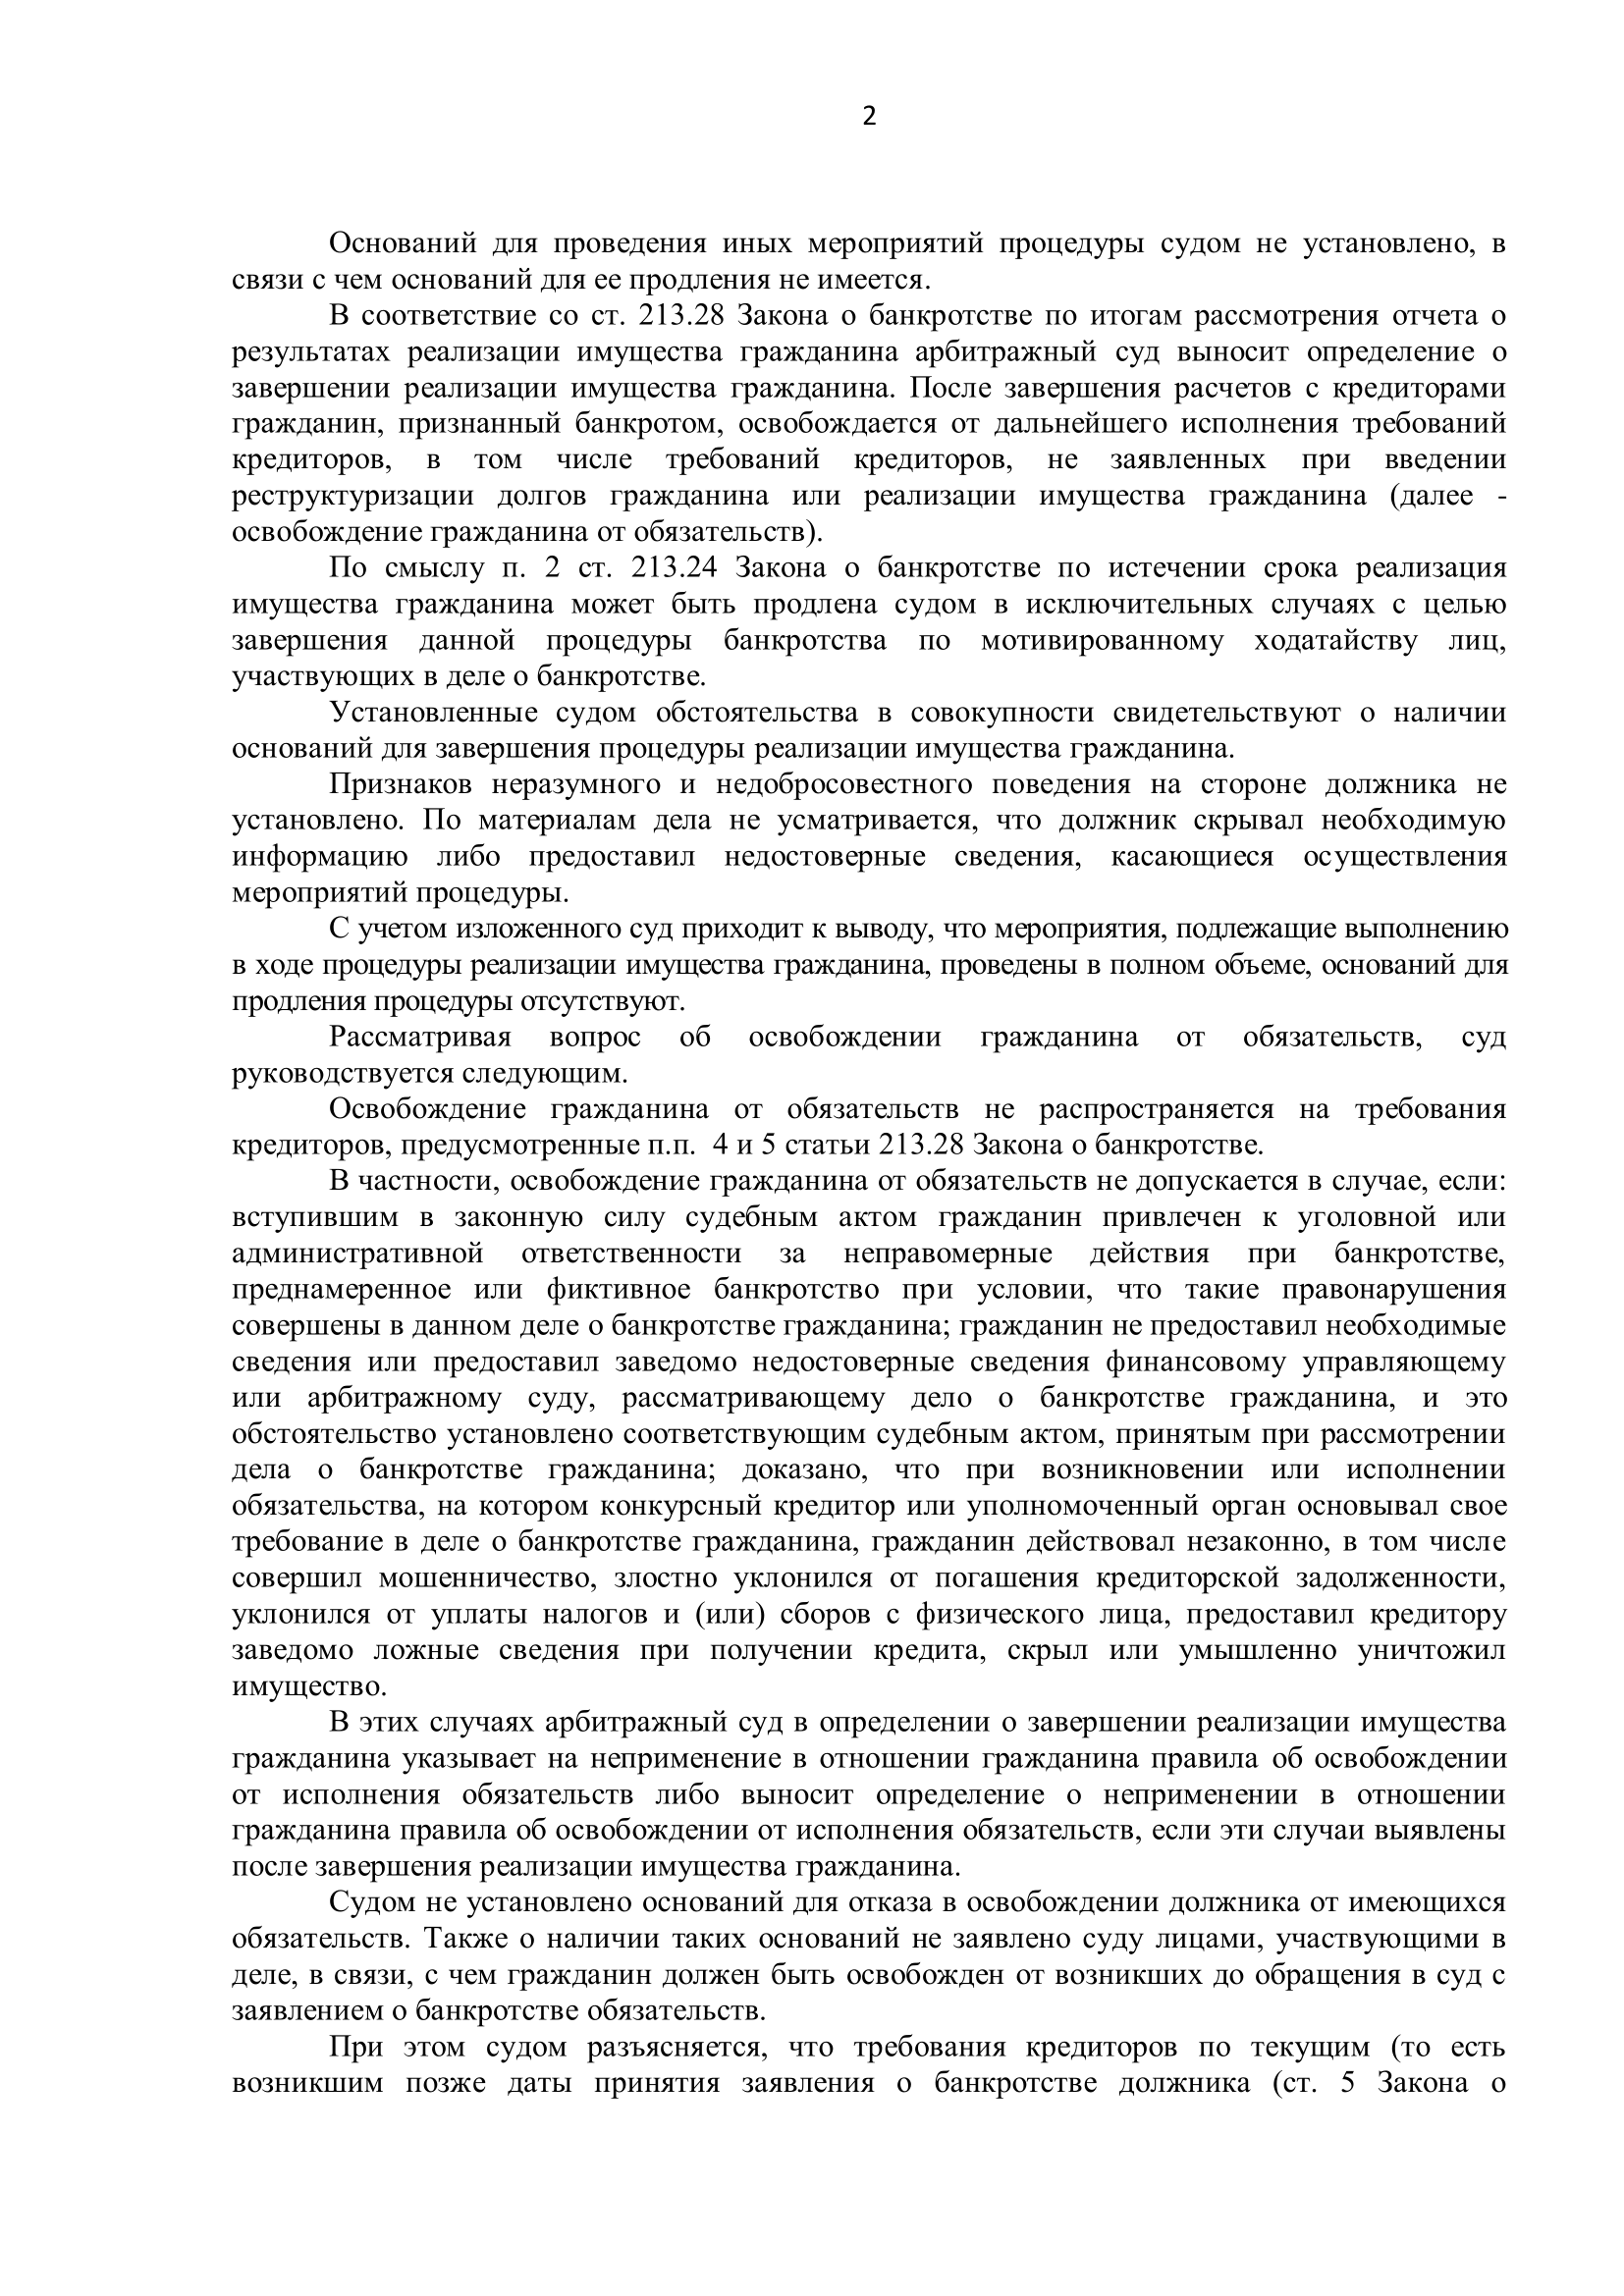 2
Оснований для проведения иных мероприятий процедуры судом не установлено, в
связи с чем оснований для ее продления не имеется.
В соответствие со ст. 213.28 Закона о банкротстве по итогам рассмотрения отчета о
результатах реализации имущества гражданина арбитражный суд выносит определение о
завершении реализации имущества гражданина. После завершения расчетов с кредиторами
гражданин, признанный банкротом, освобождается от дальнейшего исполнения требований
кредиторов, в том числе требований кредиторов, не заявленных при введении
реструктуризации долгов гражданина или реализации имущества гражданина (далее -
освобождение гражданина от обязательств).
По смыслу п. 2 ст. 213.24 Закона о банкротстве по истечении срока реализация
имущества гражданина может быть продлена судом в исключительных случаях с целью
завершения данной процедуры банкротства по мотивированному ходатайству лиц,
участвующих в деле о банкротстве.
Установленные судом обстоятельства в совокупности свидетельствуют о наличии
оснований для завершения процедуры реализации имущества гражданина.
Признаков неразумного и недобросовестного поведения на стороне должника не
установлено. По материалам дела не усматривается, что должник скрывал необходимую
информацию либо предоставил недостоверные сведения, касающиеся осуществления
мероприятий процедуры.
С учетом изложенного суд приходит к выводу, что мероприятия, подлежащие выполнению
в ходе процедуры реализации имущества гражданина, проведены в полном объеме, оснований для
продления процедуры отсутствуют.
Рассматривая вопрос об освобождении гражданина от обязательств, суд
руководствуется следующим.
Освобождение гражданина от обязательств не распространяется на требования
кредиторов, предусмотренные п.п. 4 и 5 статьи 213.28 Закона о банкротстве.
В частности, освобождение гражданина от обязательств не допускается в случае, если:
вступившим в законную силу судебным актом гражданин привлечен к уголовной или
административной ответственности за неправомерные действия при банкротстве,
преднамеренное или фиктивное банкротство при условии, что такие правонарушения
совершены в данном деле о банкротстве гражданина; гражданин не предоставил необходимые
сведения или предоставил заведомо недостоверные сведения финансовому управляющему
или арбитражному суду, рассматривающему дело о банкротстве гражданина, и это
обстоятельство установлено соответствующим судебным актом, принятым при рассмотрении
дела о банкротстве гражданина; доказано, что при возникновении или исполнении
обязательства, на котором конкурсный кредитор или уполномоченный орган основывал свое
требование в деле о банкротстве гражданина, гражданин действовал незаконно, в том числе
совершил мошенничество, злостно уклонился от погашения кредиторской задолженности,
уклонился от уплаты налогов и (или) сборов с физического лица, предоставил кредитору
заведомо ложные сведения при получении кредита, скрыл или умышленно уничтожил
имущество.
В этих случаях арбитражный суд в определении о завершении реализации имущества
гражданина указывает на неприменение в отношении гражданина правила об освобождении
от исполнения обязательств либо выносит определение о неприменении в отношении
гражданина правила об освобождении от исполнения обязательств, если эти случаи выявлены
после завершения реализации имущества гражданина.
Судом не установлено оснований для отказа в освобождении должника от имеющихся
обязательств. Также о наличии таких оснований не заявлено суду лицами, участвующими в
деле, в связи, с чем гражданин должен быть освобожден от возникших до обращения в суд с
заявлением о банкротстве обязательств.
При этом судом разъясняется, что требования кредиторов по текущим (то есть
возникшим позже даты принятия заявления о банкротстве должника (ст. 5 Закона о